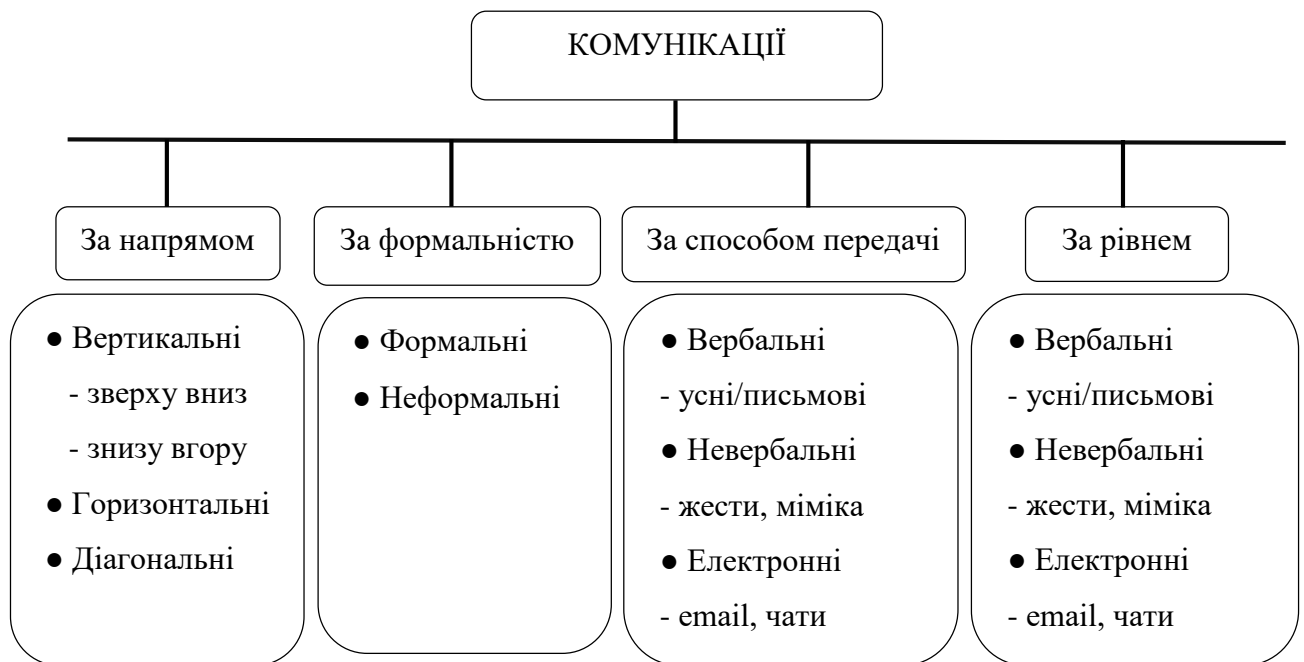 КОМУНІКАЦІЇ
За напрямом
● Вертикальні
- зверху вниз
- знизу вгору
● Горизонтальні
● Діагональні
За формальністю
● Формальні
● Неформальні
За способом передачі
● Вербальні
- усні/письмові
● Невербальні
- жести, міміка
● Електронні
- email, чати
За рівнем
● Вербальні
- усні/письмові
● Невербальні
- жести, міміка
● Електронні
- email, чати